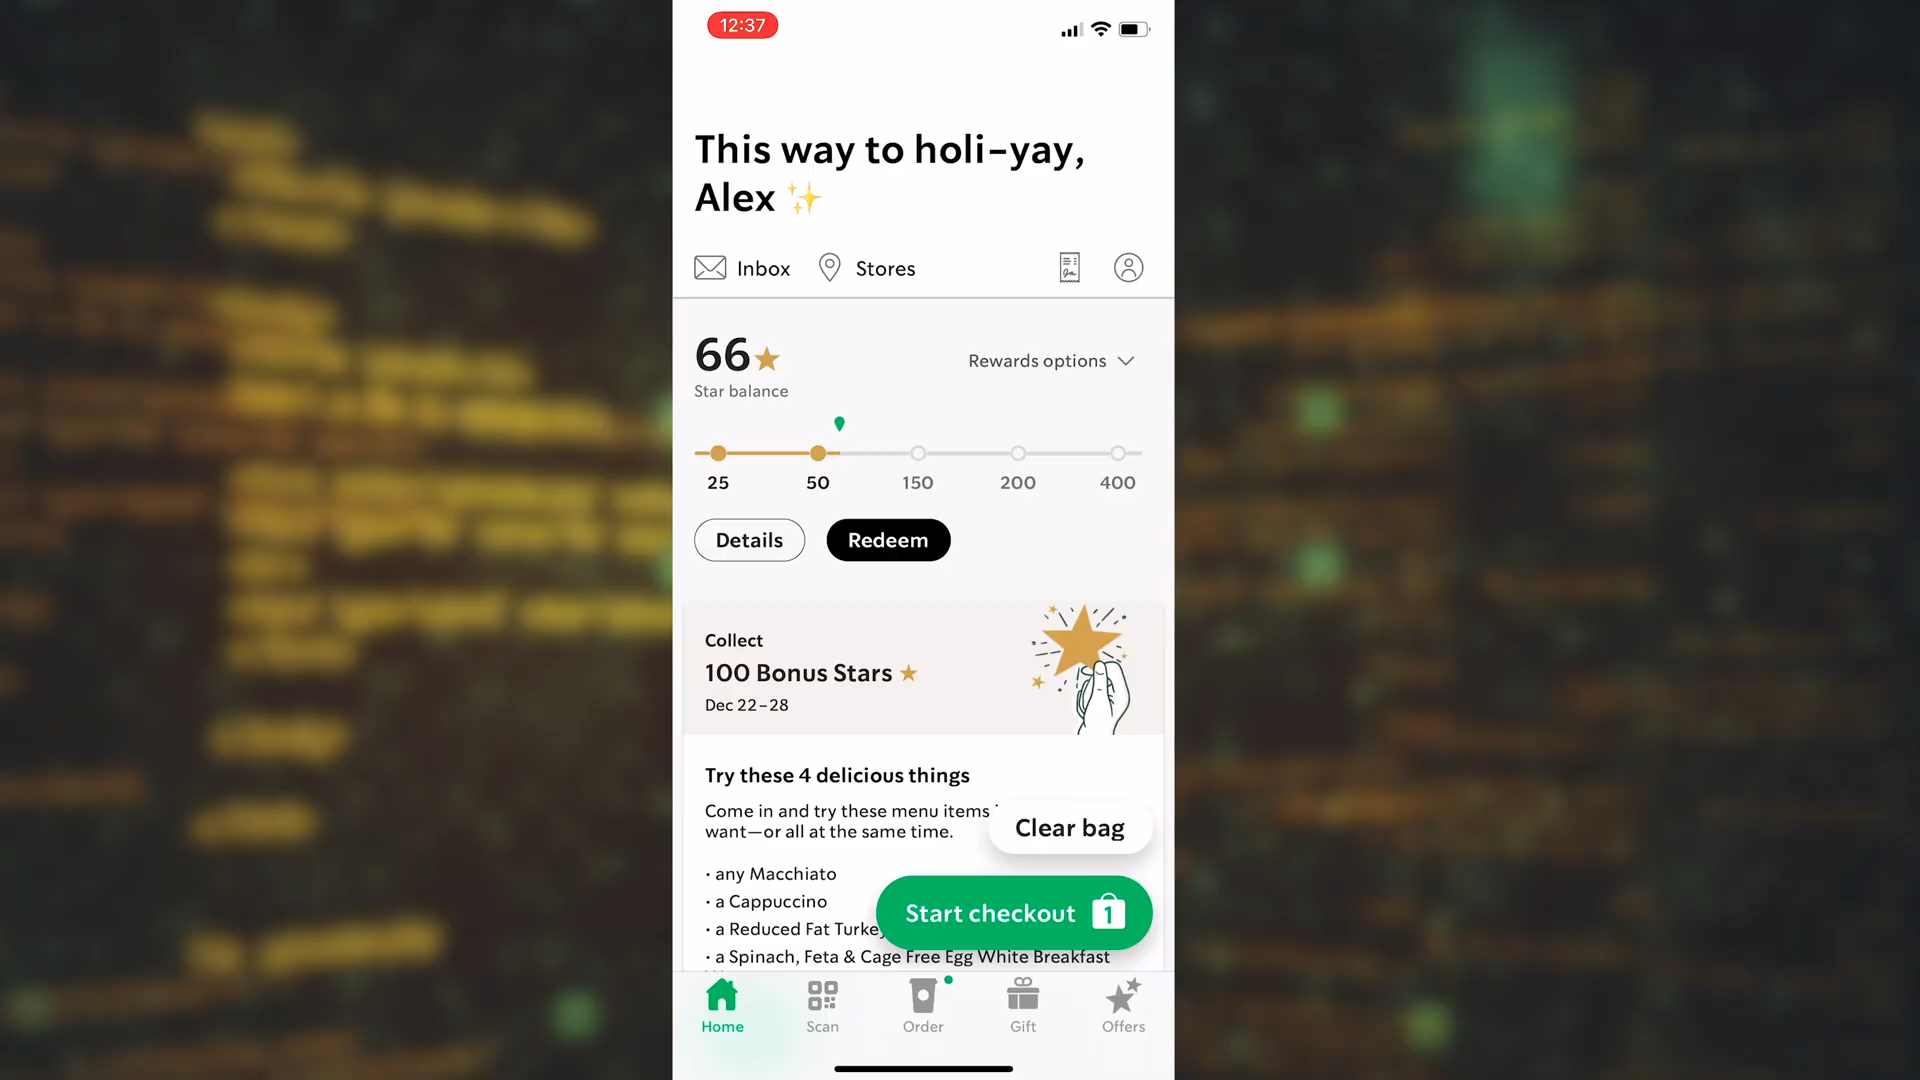 12:37
This way to holi-yay,
Alex
Inbox
Stores
66
Rewards options
Star balance
25
50
150
200
400
Details
Redeem
Collect
100 Bonus Stars
Dec 22-28
Try these 4 delicious things
Come in and try these menu items
want—or all at the same time.
Clear bag
• any Macchiato
• a Cappuccino
Start checkout
1
• a Reduced Fat Turkey
• a Spinach, Feta & Cage Free Egg White Breakfast
Home
Scan
Order
Gift
Offers